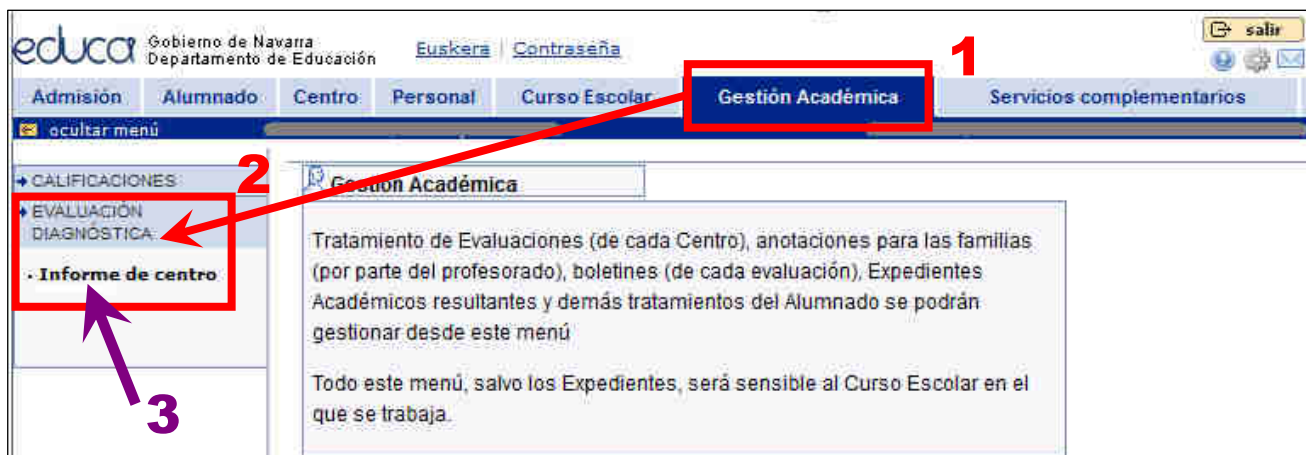 educa Gobierno de Navarra
Departamento de Educación
Euskera | Contraseña
salir
1
Admisión Alumnado Centro Personal Curso Escolar Gestión Académica Servicios complementarios
ocultar menú
2
CALIFICACIONES
EVALUACIÓN
DIAGNÓSTICA
· Informe de centro
3
Gestión Académica
Tratamiento de Evaluaciones (de cada Centro), anotaciones para las familias
(por parte del profesorado), boletines (de cada evaluación), Expedientes
Académicos resultantes y demás tratamientos del Alumnado se podrán
gestionar desde este menú
Todo este menú, salvo los Expedientes, será sensible al Curso Escolar en el
que se trabaja.